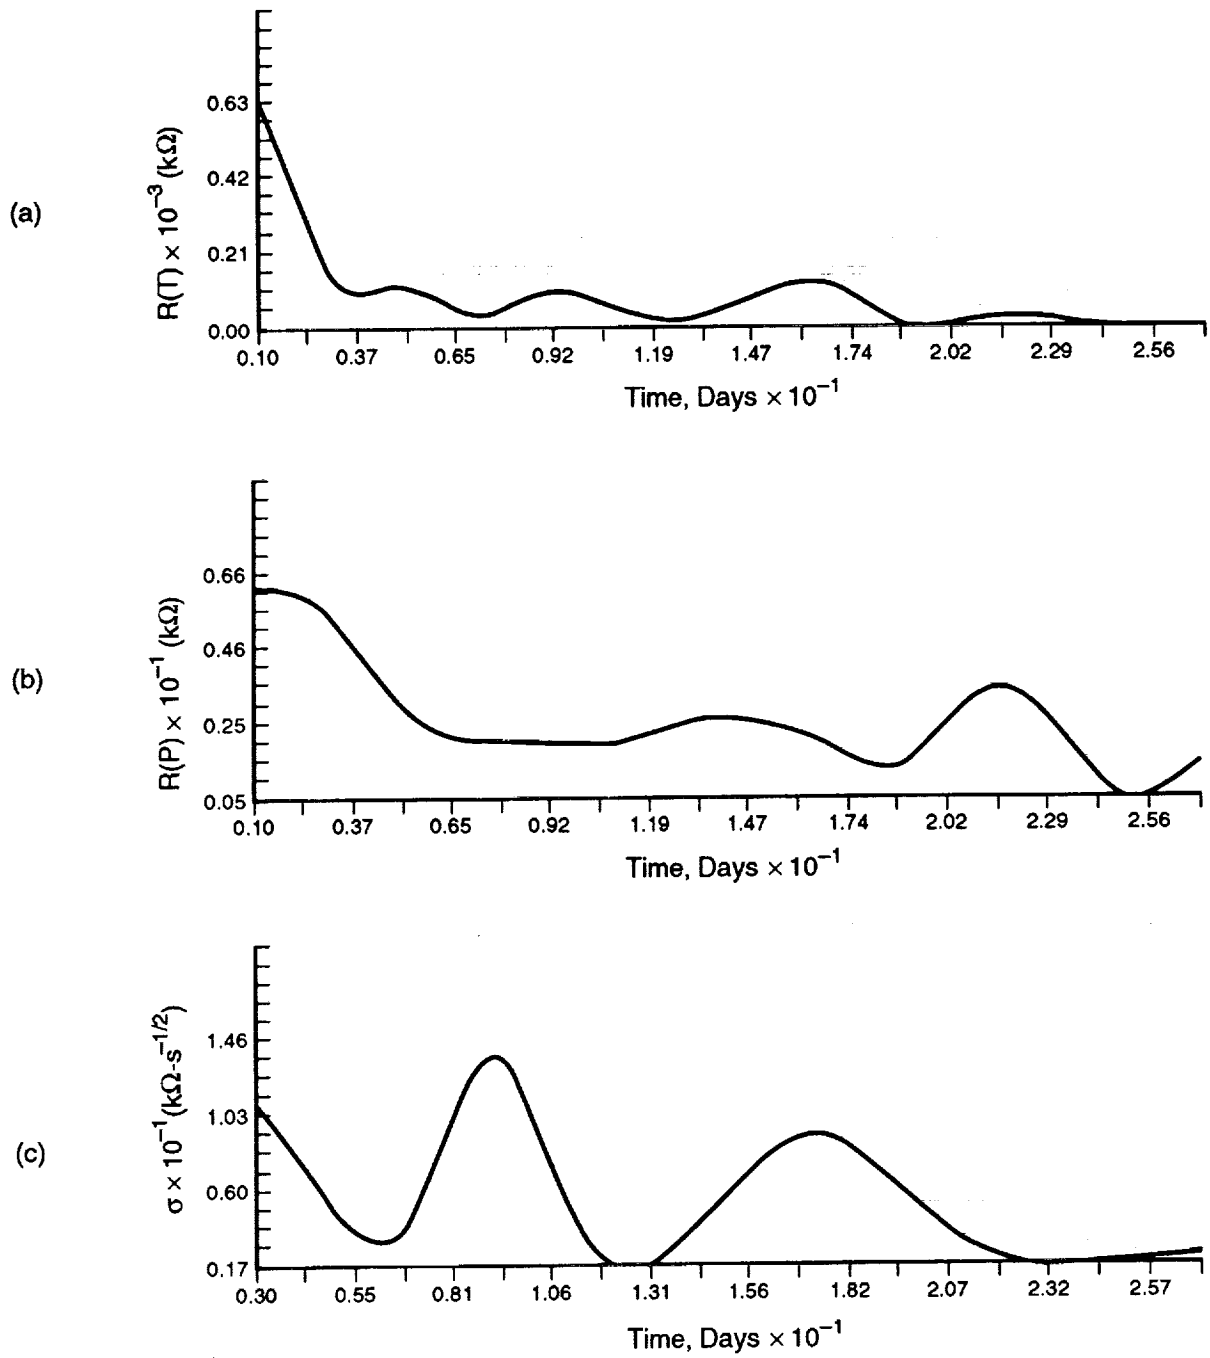 (a)
R(T) × 10⁻³ (kΩ)
0.63
0.42
0.21
0.00
0.10 0.37 0.65 0.92 1.19 1.47 1.74 2.02 2.29 2.56
Time, Days × 10⁻¹
(b)
R(P) × 10⁻¹ (kΩ)
0.66
0.46
0.25
0.05
0.10 0.37 0.65 0.92 1.19 1.47 1.74 2.02 2.29 2.56
Time, Days × 10⁻¹
(c)
σ × 10⁻¹ (kΩ-s⁻¹/²)
1.46
1.03
0.60
0.17
0.30 0.55 0.81 1.06 1.31 1.56 1.82 2.07 2.32 2.57
Time, Days × 10⁻¹